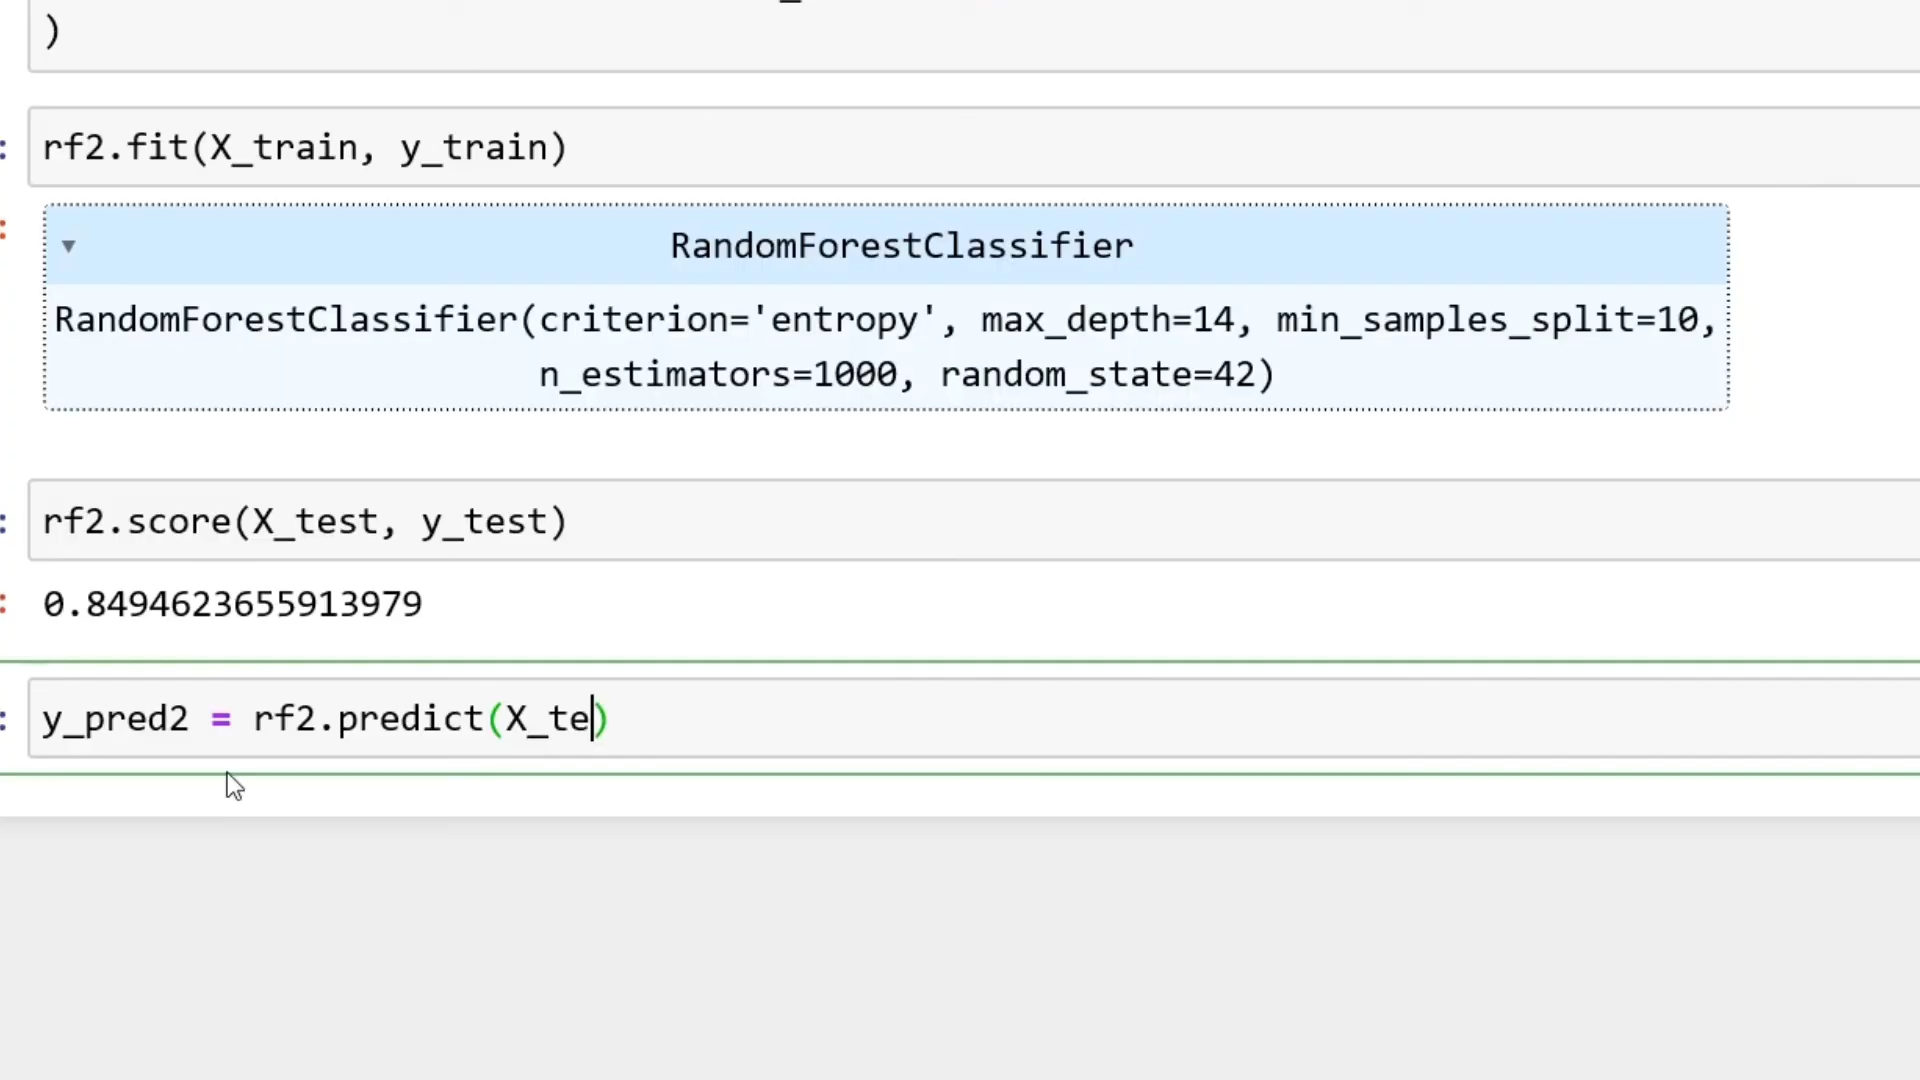 )
: rf2.fit(X_train, y_train)
:
▼ RandomForestClassifier
RandomForestClassifier(criterion='entropy', max_depth=14, min_samples_split=10,
n_estimators=1000, random_state=42)
: rf2.score(X_test, y_test)
: 0.8494623655913979
: y_pred2 = rf2.predict(X_te)